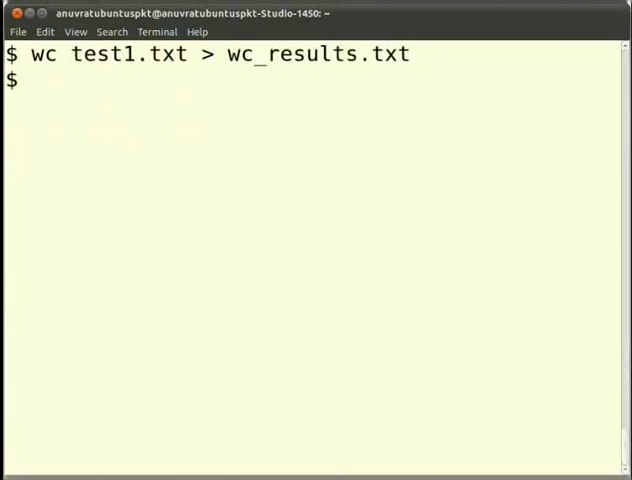 anuvratubuntuspkt@anuvratubuntuspkt-Studio-1450: ~
File Edit View Search Terminal Help
$ wc test1.txt > wc_results.txt
$